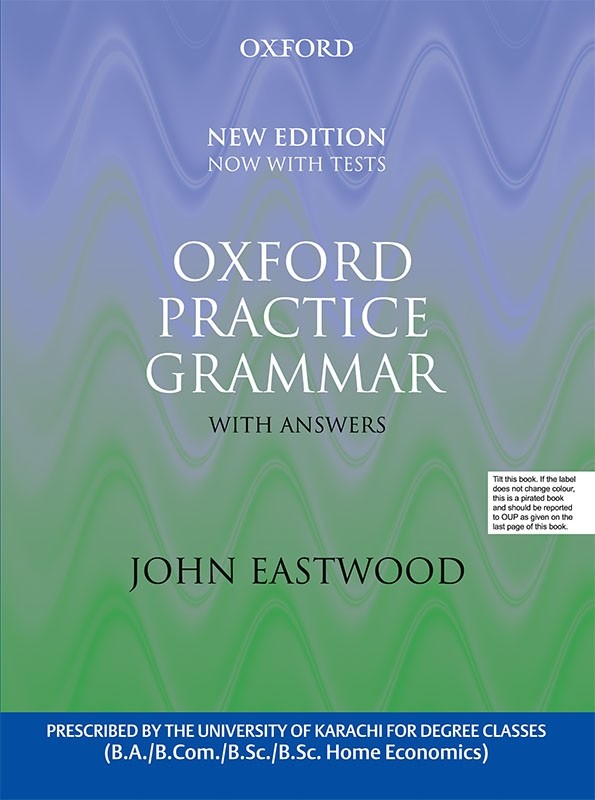 OXFORD
NEW EDITION
NOW WITH TESTS
OXFORD
PRACTICE
GRAMMAR
WITH ANSWERS
Tilt this book. If the label
does not change colour,
this is a pirated book
and should be reported
to OUP as given on the
last page of this book.
JOHN EASTWOOD
PRESCRIBED BY THE UNIVERSITY OF KARACHI FOR DEGREE CLASSES
(B.A./B.Com./B.Sc./B.Sc. Home Economics)